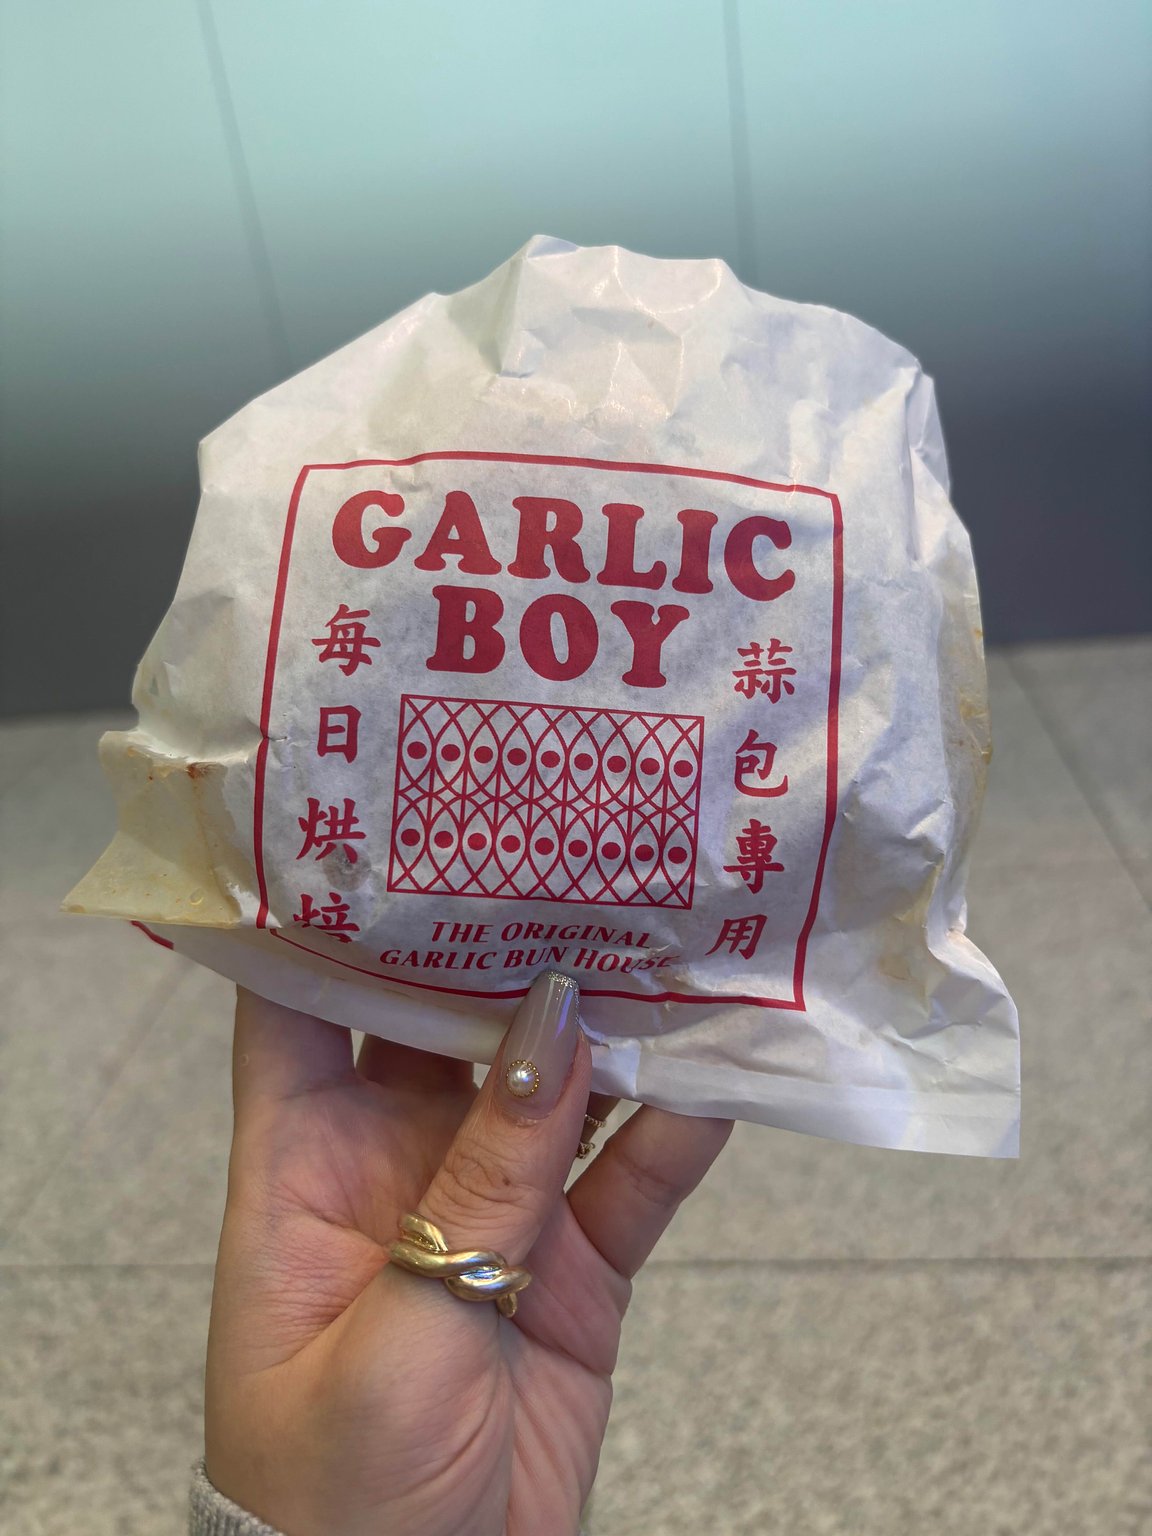 GARLIC
BOY
每日烘焙
蒜包專用
THE ORIGINAL
GARLIC BUN HOUSE